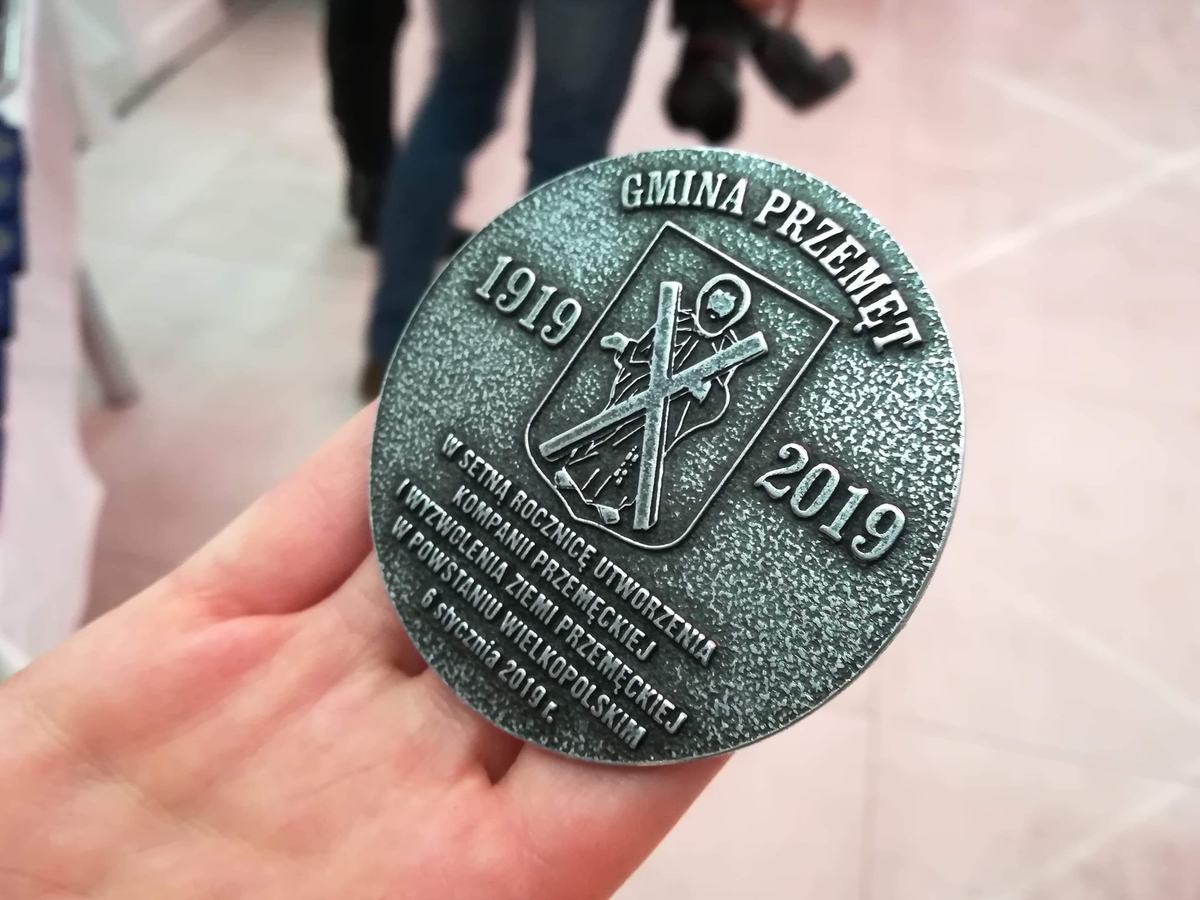 GMINA PRZEMĘT
1919
2019
W SETNĄ ROCZNICĘ UTWORZENIA
KOMPANII PRZEMĘCKIEJ
I WYZWOLENIA ZIEMI PRZEMĘCKIEJ
W POWSTANIU WIELKOPOLSKIM
6 stycznia 2019 r.